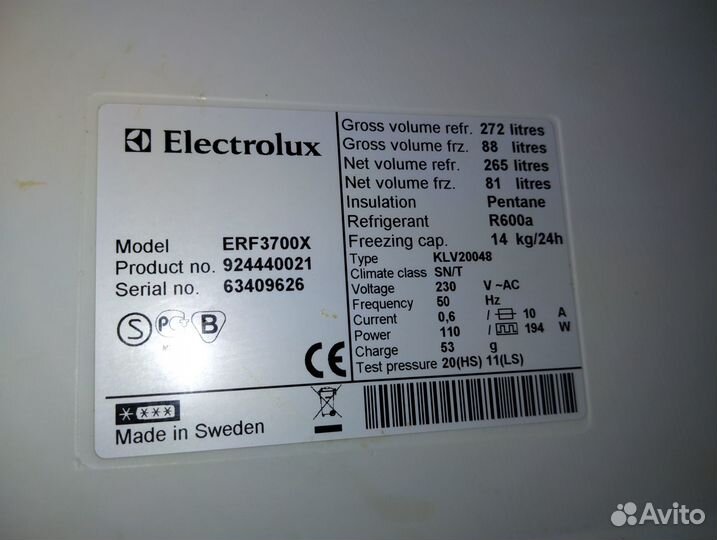 Electrolux
Model ERF3700X
Product no. 924440021
Serial no. 63409626
S PG B
CE
Made in Sweden
Gross volume refr. 272 litres
Gross volume frz. 88 litres
Net volume refr. 265 litres
Net volume frz. 81 litres
Insulation Pentane
Refrigerant R600a
Freezing cap. 14 kg/24h
Type KLV20048
Climate class SN/T
Voltage 230 V ~AC
Frequency 50 Hz
Current 0,6 / 10 A
Power 110 / 194 W
Charge 53 g
Test pressure 20(HS) 11(LS)
Avito